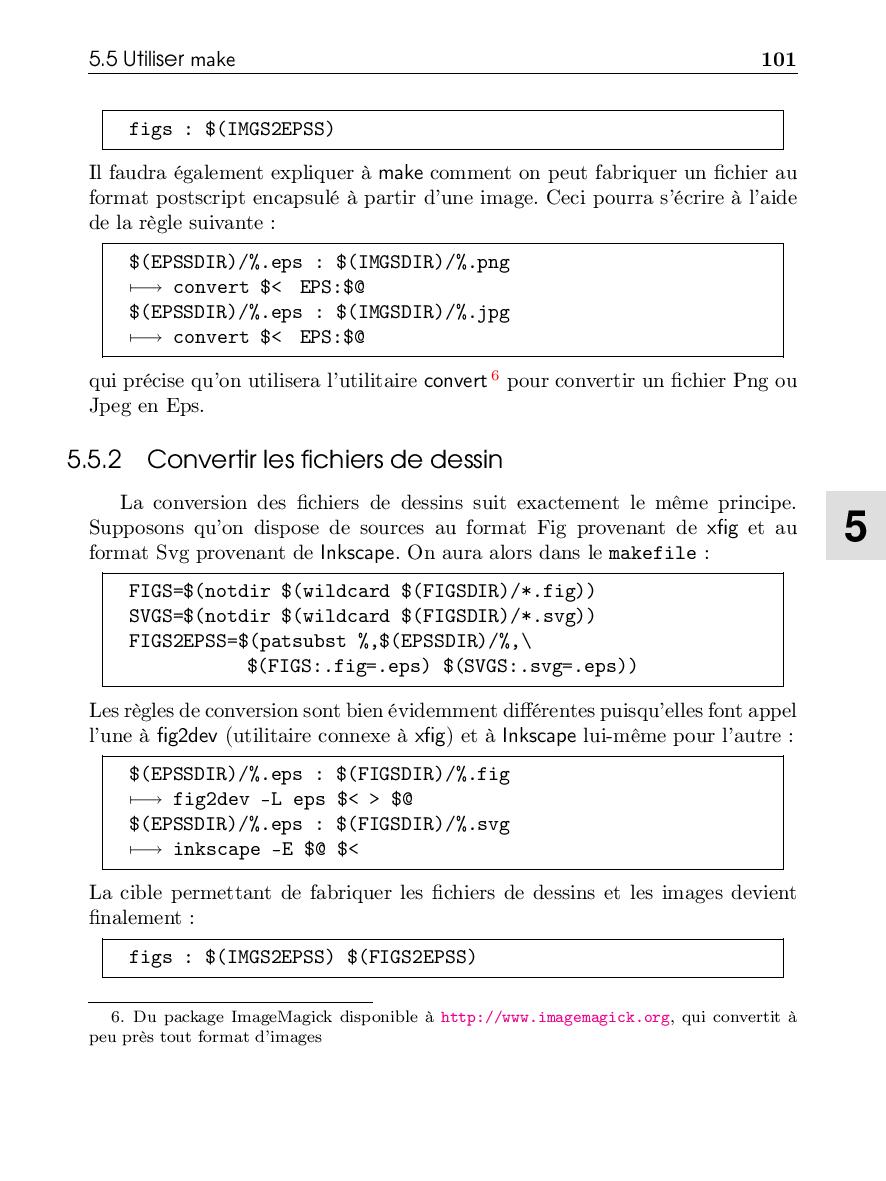 5.5 Utiliser make 101
figs : $(IMGS2EPSS)
Il faudra également expliquer à make comment on peut fabriquer un fichier au
format postscript encapsulé à partir d'une image. Ceci pourra s'écrire à l'aide
de la règle suivante :
$(EPSSDIR)/%.eps : $(IMGSDIR)/%.png
⟼ convert $< EPS:$@
$(EPSSDIR)/%.eps : $(IMGSDIR)/%.jpg
⟼ convert $< EPS:$@
qui précise qu'on utilisera l'utilitaire convert 6 pour convertir un fichier Png ou
Jpeg en Eps.
5.5.2 Convertir les fichiers de dessin
La conversion des fichiers de dessins suit exactement le même principe.
Supposons qu'on dispose de sources au format Fig provenant de xfig et au
format Svg provenant de Inkscape. On aura alors dans le makefile :
5
FIGS=$(notdir $(wildcard $(FIGSDIR)/*.fig))
SVGS=$(notdir $(wildcard $(FIGSDIR)/*.svg))
FIGS2EPSS=$(patsubst %,$(EPSSDIR)/%,\
$(FIGS:.fig=.eps) $(SVGS:.svg=.eps))
Les règles de conversion sont bien évidemment différentes puisqu'elles font appel
l'une à fig2dev (utilitaire connexe à xfig) et à Inkscape lui-même pour l'autre :
$(EPSSDIR)/%.eps : $(FIGSDIR)/%.fig
⟼ fig2dev -L eps $< > $@
$(EPSSDIR)/%.eps : $(FIGSDIR)/%.svg
⟼ inkscape -E $@ $<
La cible permettant de fabriquer les fichiers de dessins et les images devient
finalement :
figs : $(IMGS2EPSS) $(FIGS2EPSS)
6. Du package ImageMagick disponible à http://www.imagemagick.org, qui convertit à
peu près tout format d'images